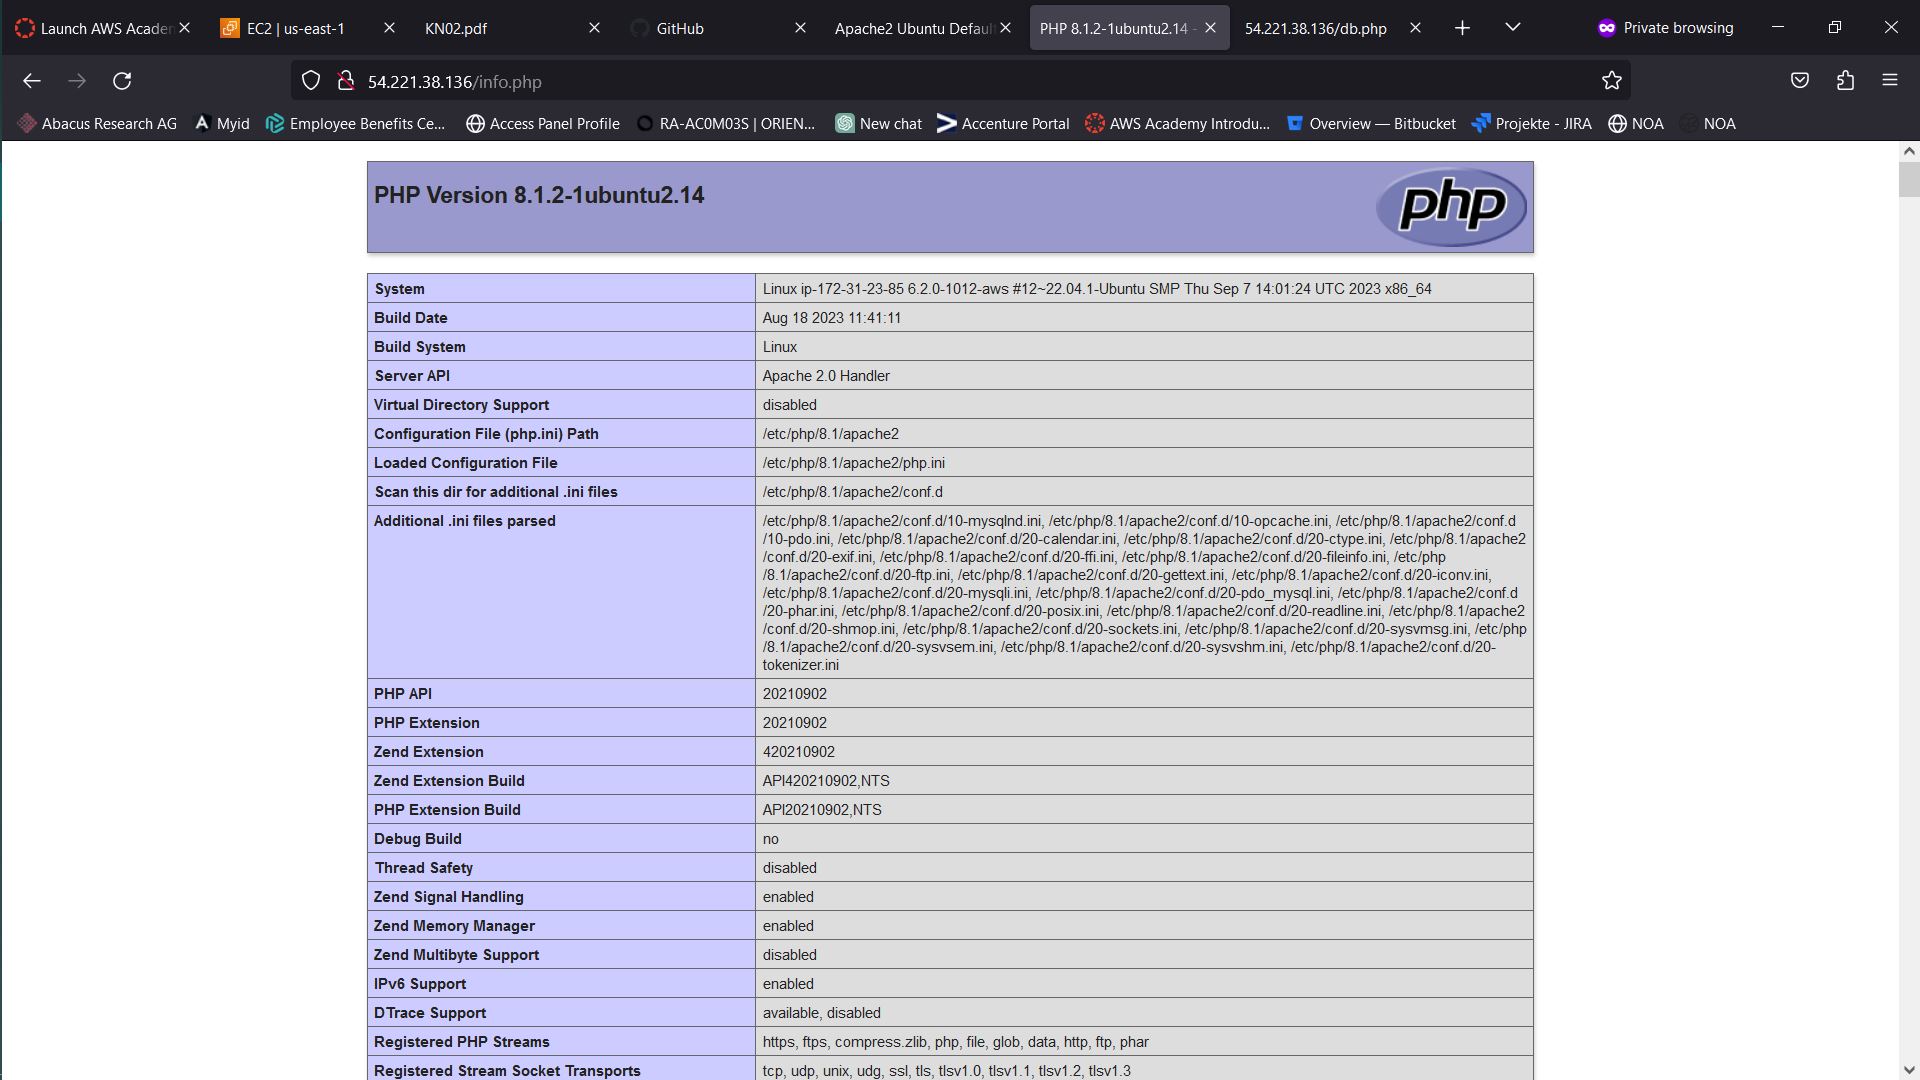 Launch AWS Academ
EC2 | us-east-1
KN02.pdf
GitHub
Apache2 Ubuntu Defaul
PHP 8.1.2-1ubuntu2.14 -
54.221.38.136/db.php
Private browsing
54.221.38.136/info.php
Abacus Research AG
Myid
Employee Benefits Ce...
Access Panel Profile
RA-AC0M03S | ORIEN...
New chat
Accenture Portal
AWS Academy Introdu...
Overview — Bitbucket
Projekte - JIRA
NOA
NOA
PHP Version 8.1.2-1ubuntu2.14
php
System Linux ip-172-31-23-85 6.2.0-1012-aws #12~22.04.1-Ubuntu SMP Thu Sep 7 14:01:24 UTC 2023 x86_64
Build Date Aug 18 2023 11:41:11
Build System Linux
Server API Apache 2.0 Handler
Virtual Directory Support disabled
Configuration File (php.ini) Path /etc/php/8.1/apache2
Loaded Configuration File /etc/php/8.1/apache2/php.ini
Scan this dir for additional .ini files /etc/php/8.1/apache2/conf.d
Additional .ini files parsed /etc/php/8.1/apache2/conf.d/10-mysqlnd.ini, /etc/php/8.1/apache2/conf.d/10-opcache.ini, /etc/php/8.1/apache2/conf.d
/10-pdo.ini, /etc/php/8.1/apache2/conf.d/20-calendar.ini, /etc/php/8.1/apache2/conf.d/20-ctype.ini, /etc/php/8.1/apache2
/conf.d/20-exif.ini, /etc/php/8.1/apache2/conf.d/20-ffi.ini, /etc/php/8.1/apache2/conf.d/20-fileinfo.ini, /etc/php
/8.1/apache2/conf.d/20-ftp.ini, /etc/php/8.1/apache2/conf.d/20-gettext.ini, /etc/php/8.1/apache2/conf.d/20-iconv.ini,
/etc/php/8.1/apache2/conf.d/20-mysqli.ini, /etc/php/8.1/apache2/conf.d/20-pdo_mysql.ini, /etc/php/8.1/apache2/conf.d
/20-phar.ini, /etc/php/8.1/apache2/conf.d/20-posix.ini, /etc/php/8.1/apache2/conf.d/20-readline.ini, /etc/php/8.1/apache2
/conf.d/20-shmop.ini, /etc/php/8.1/apache2/conf.d/20-sockets.ini, /etc/php/8.1/apache2/conf.d/20-sysvmsg.ini, /etc/php
/8.1/apache2/conf.d/20-sysvsem.ini, /etc/php/8.1/apache2/conf.d/20-sysvshm.ini, /etc/php/8.1/apache2/conf.d/20-
tokenizer.ini
PHP API 20210902
PHP Extension 20210902
Zend Extension 420210902
Zend Extension Build API420210902,NTS
PHP Extension Build API20210902,NTS
Debug Build no
Thread Safety disabled
Zend Signal Handling enabled
Zend Memory Manager enabled
Zend Multibyte Support disabled
IPv6 Support enabled
DTrace Support available, disabled
Registered PHP Streams https, ftps, compress.zlib, php, file, glob, data, http, ftp, phar
Registered Stream Socket Transports tcp, udp, unix, udg, ssl, tls, tlsv1.0, tlsv1.1, tlsv1.2, tlsv1.3